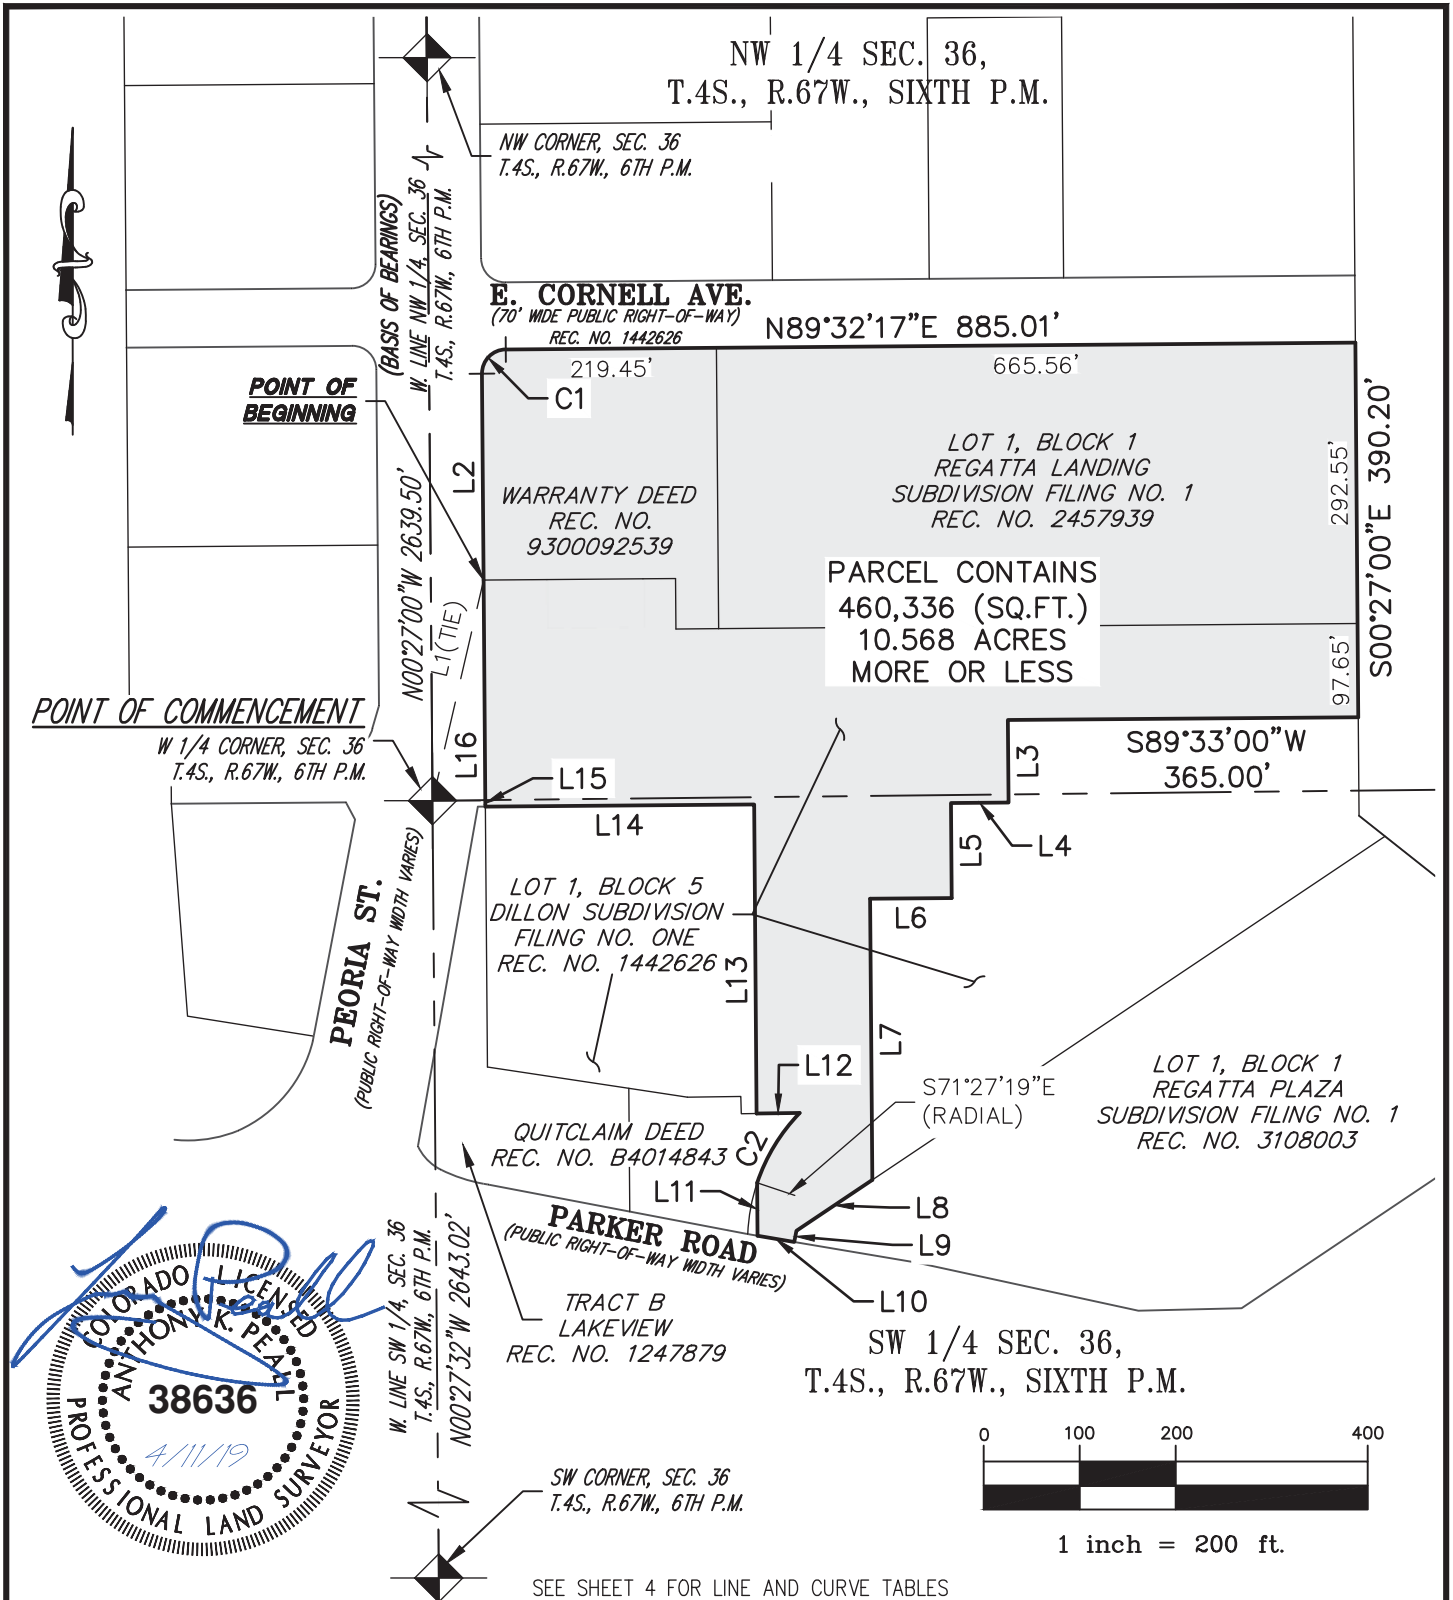 NW 1/4 SEC. 36,
T.4S., R.67W., SIXTH P.M.
NW CORNER, SEC. 36
T.4S., R.67W., 6TH P.M.
(BASIS OF BEARINGS)
W. LINE NW 1/4, SEC. 36
T.4S., R.67W., 6TH P.M.
E. CORNELL AVE.
(70' WIDE PUBLIC RIGHT-OF-WAY)
REC. NO. 1442626
N89°32'17"E 885.01'
219.45'
665.56'
C1
POINT OF
BEGINNING
L2
WARRANTY DEED
REC. NO.
9300092539
LOT 1, BLOCK 1
REGATTA LANDING
SUBDIVISION FILING NO. 1
REC. NO. 2457939
292.55'
S00°27'00"E 390.20'
N00°27'00"W 2639.50'
L1(TIE)
PARCEL CONTAINS
460,336 (SQ.FT.)
10.568 ACRES
MORE OR LESS
97.65'
POINT OF COMMENCEMENT
W 1/4 CORNER, SEC. 36
T.4S., R.67W., 6TH P.M.
L16
L15
L14
L3
S89°33'00"W
365.00'
L4
L5
L6
PEORIA ST.
(PUBLIC RIGHT-OF-WAY WIDTH VARIES)
LOT 1, BLOCK 5
DILLON SUBDIVISION
FILING NO. ONE
REC. NO. 1442626
L13
L7
L12
S71°27'19"E
(RADIAL)
LOT 1, BLOCK 1
REGATTA PLAZA
SUBDIVISION FILING NO. 1
REC. NO. 3108003
QUITCLAIM DEED
REC. NO. B4014843
C2
L11
L8
L9
L10
PARKER ROAD
(PUBLIC RIGHT-OF-WAY WIDTH VARIES)
TRACT B
LAKEVIEW
REC. NO. 1247879
W. LINE SW 1/4, SEC. 36
T.4S., R.67W., 6TH P.M.
N00°27'32"W 2643.02'
SW 1/4 SEC. 36,
T.4S., R.67W., SIXTH P.M.
COLORADO LICENSED
ANTHONY K. PEALL
38636
4/11/19
PROFESSIONAL LAND SURVEYOR
SW CORNER, SEC. 36
T.4S., R.67W., 6TH P.M.
0 100 200 400
1 inch = 200 ft.
SEE SHEET 4 FOR LINE AND CURVE TABLES